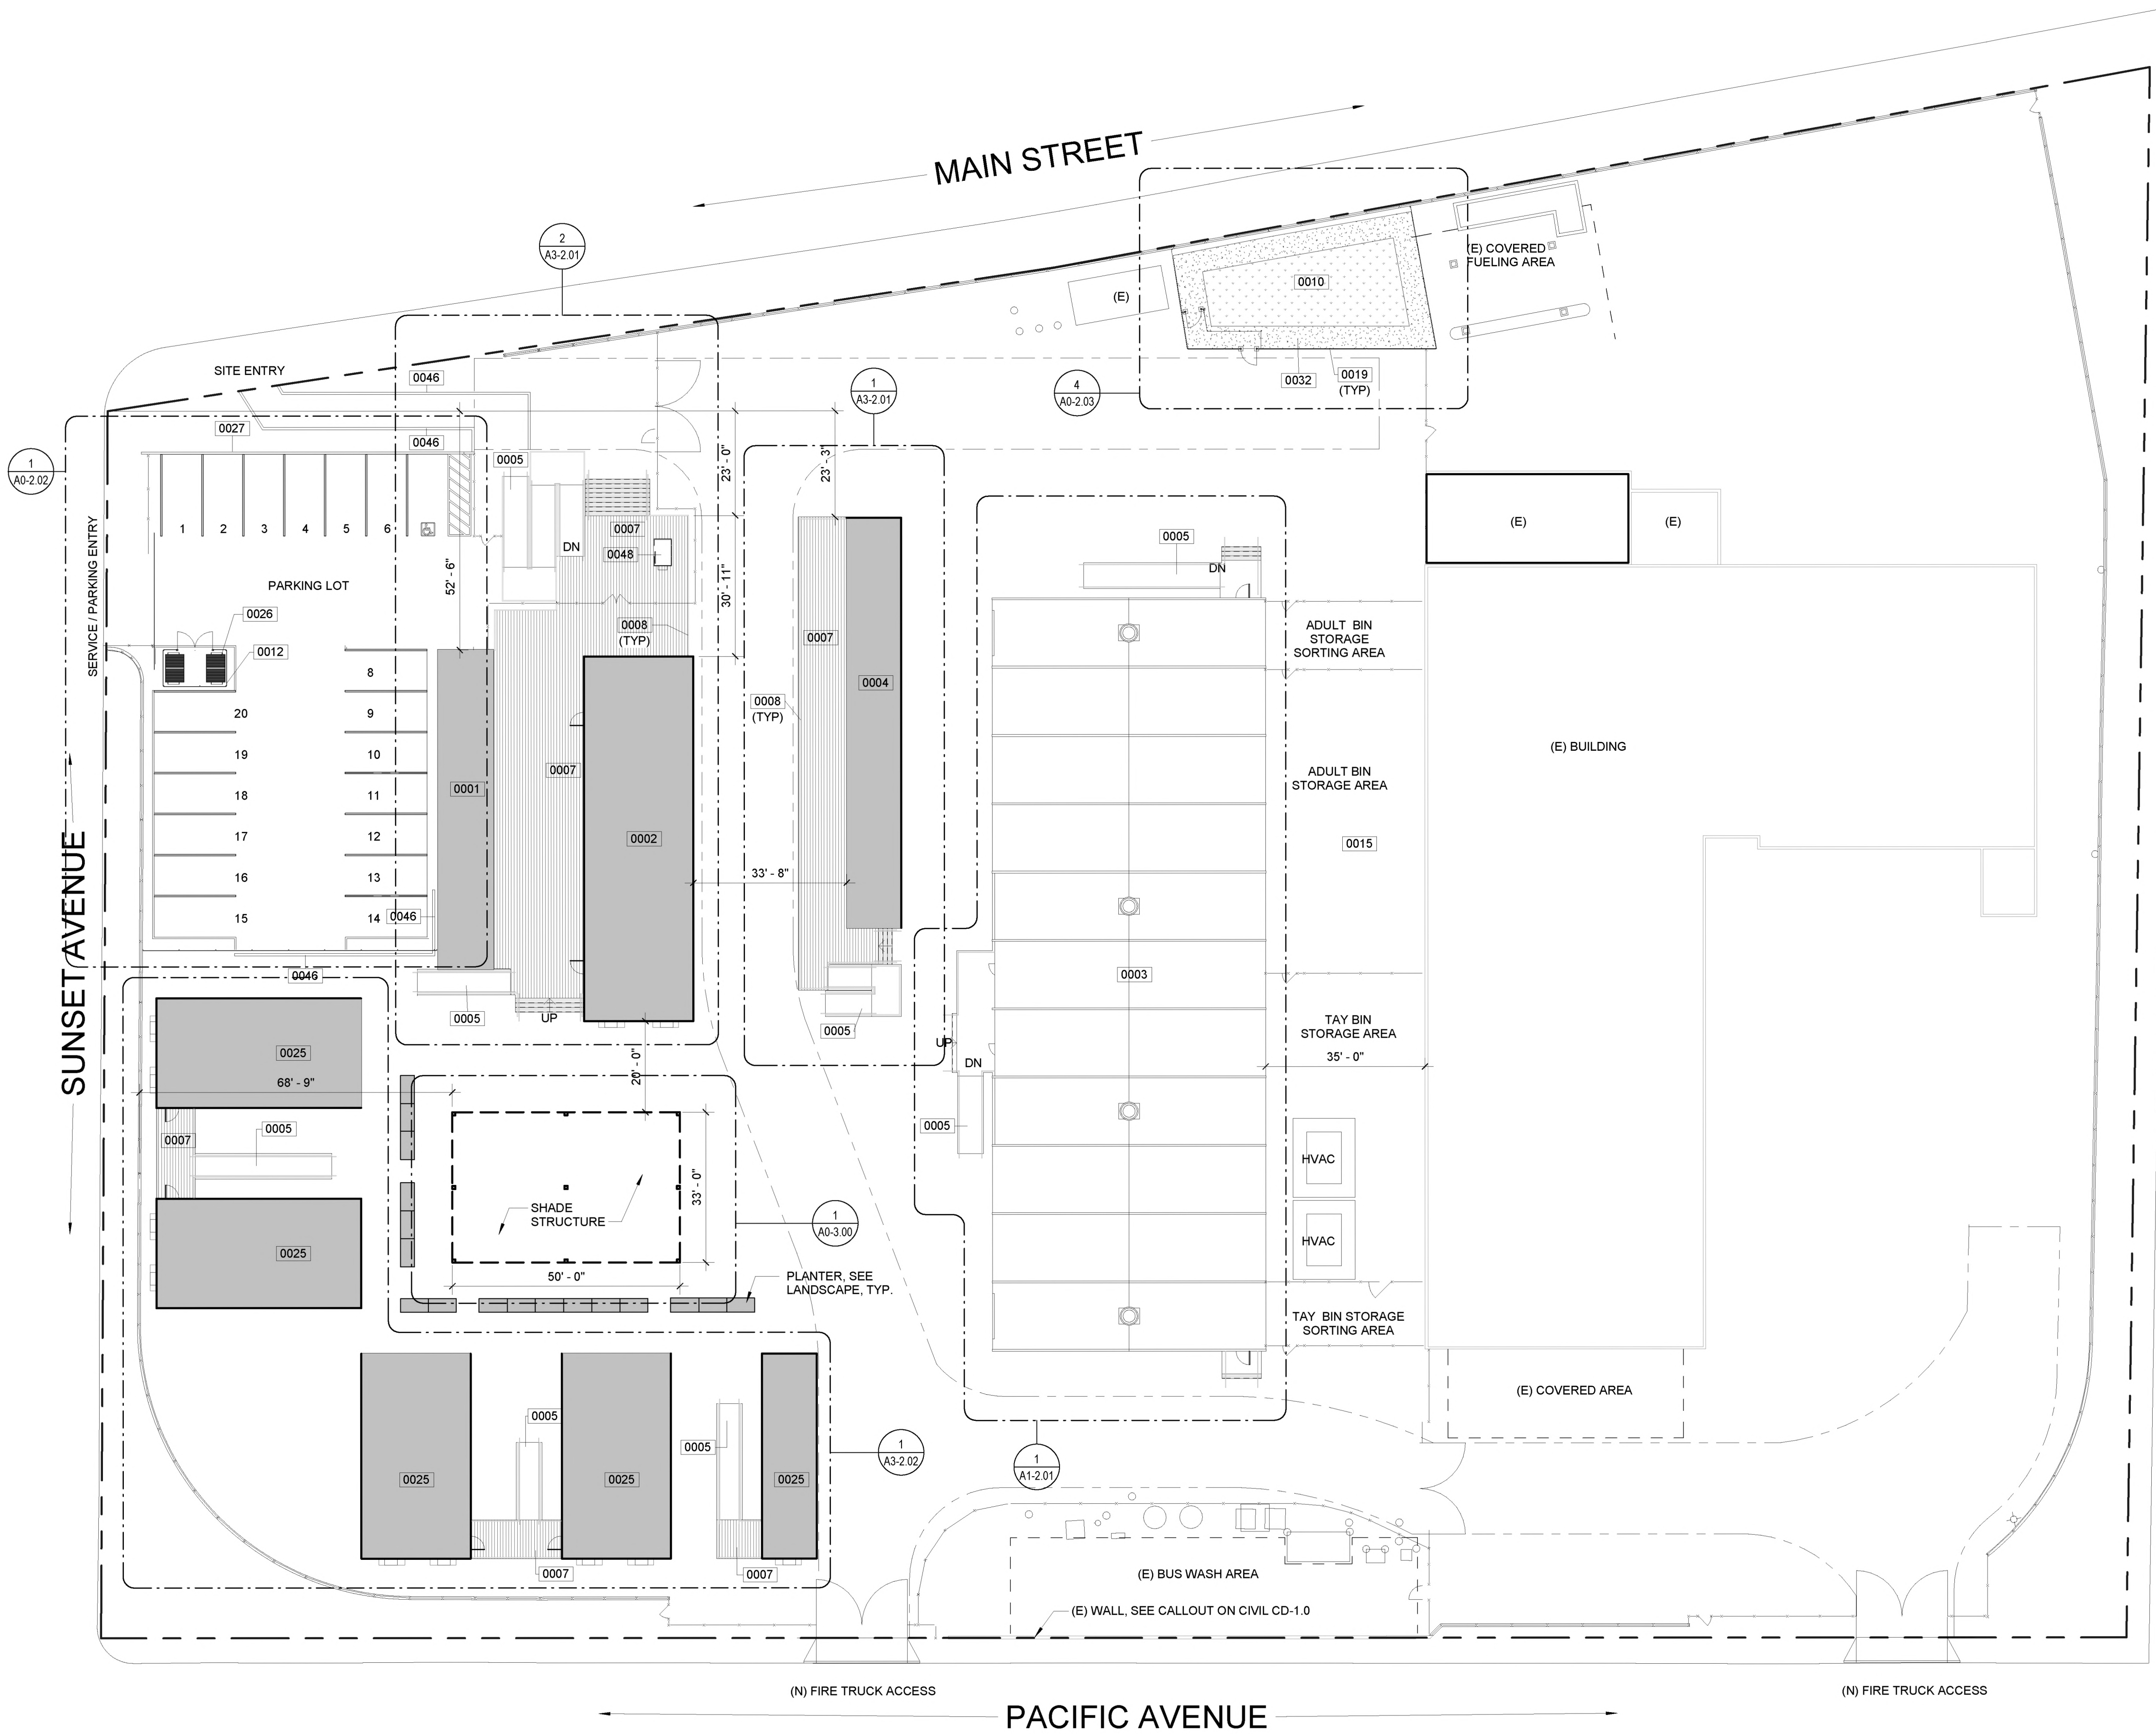 MAIN STREET
2
A3-2.01
(E) COVERED
FUELING AREA
0010
(E)
SITE ENTRY
0046
1
A3-2.01
4
A0-2.03
0032
0019
(TYP)
0027
0046
1
A0-2.02
0005
23' - 0"
23' - 3"
SERVICE / PARKING ENTRY
1
2
3
4
5
6
0007
DN
0048
52' - 6"
30' - 11"
0005
DN
(E)
(E)
PARKING LOT
0026
0012
0008
(TYP)
0007
ADULT BIN
STORAGE
SORTING AREA
8
0004
20
9
0008
(TYP)
19
10
0007
(E) BUILDING
18
11
0001
ADULT BIN
STORAGE AREA
17
12
0002
0015
16
13
33' - 8"
15
14
0046
0046
0003
SUNSET AVENUE
0005
UP
0005
TAY BIN
STORAGE AREA
UP
DN
35' - 0"
0025
68' - 9"
20' - 0"
0005
0007
0005
HVAC
33' - 0"
SHADE
STRUCTURE
1
A0-3.00
HVAC
0025
50' - 0"
PLANTER, SEE
LANDSCAPE, TYP.
TAY BIN STORAGE
SORTING AREA
(E) COVERED AREA
0005
0005
1
A3-2.02
1
A1-2.01
0025
0025
0025
0007
0007
(E) BUS WASH AREA
(E) WALL, SEE CALLOUT ON CIVIL CD-1.0
(N) FIRE TRUCK ACCESS
(N) FIRE TRUCK ACCESS
PACIFIC AVENUE